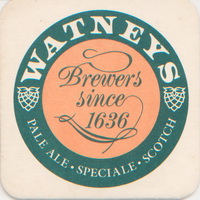 WATNEYS
Brewers
since
1636
PALE ALE · SPECIALE · SCOTCH